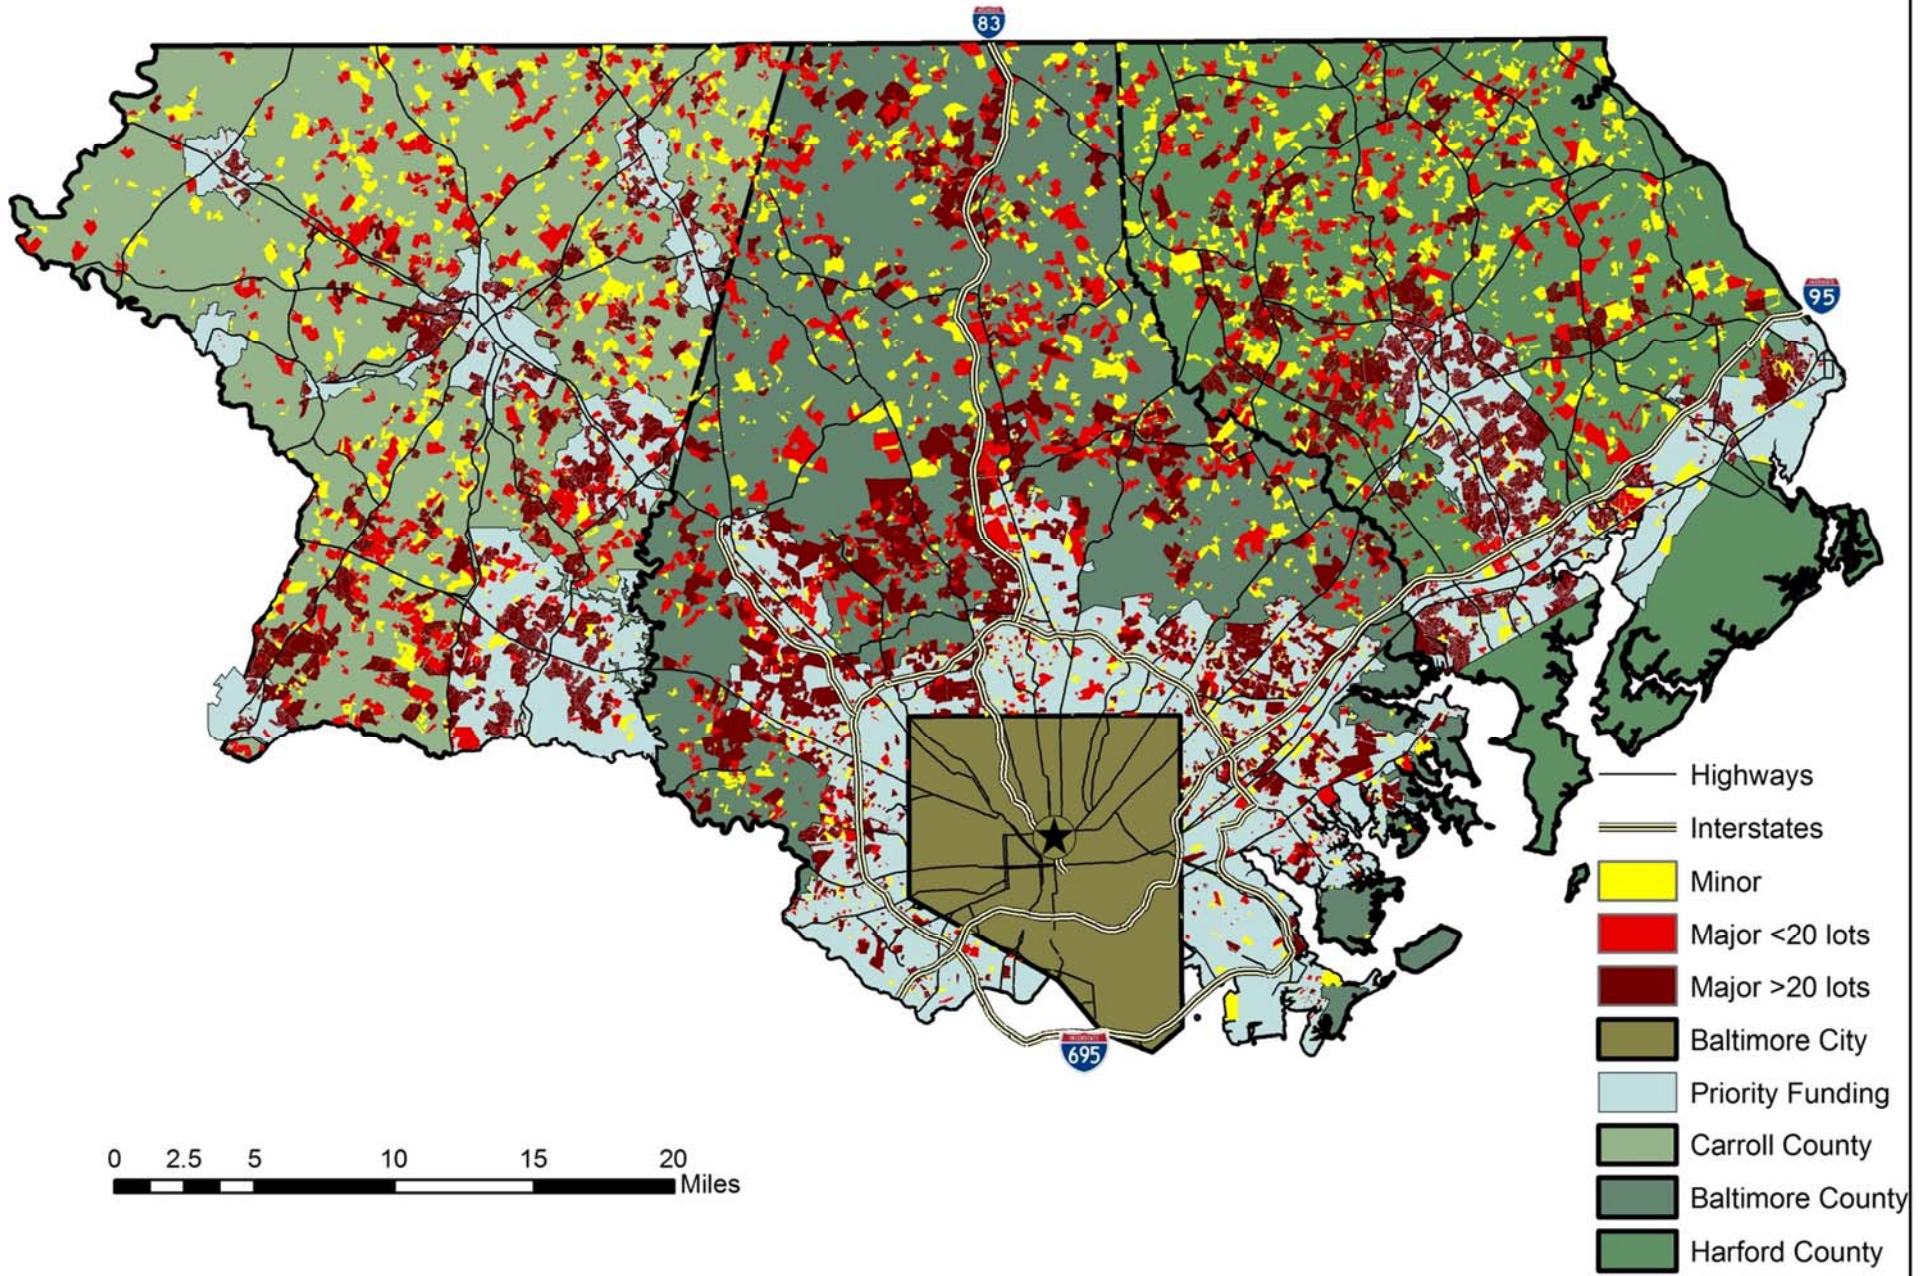 83
95
Highways
Interstates
Minor
Major <20 lots
Major >20 lots
Baltimore City
695
Priority Funding
Carroll County
0 2.5 5 10 15 20
Miles
Baltimore County
Harford County